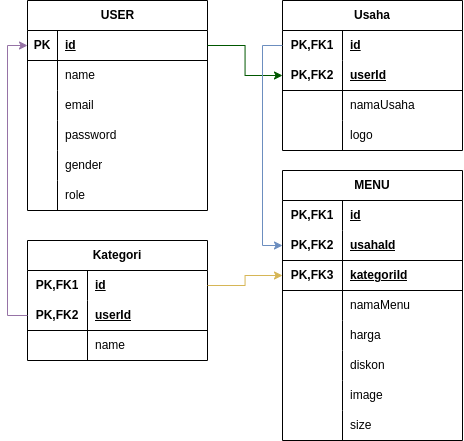 USER
PK id
name
email
password
gender
role
Usaha
PK,FK1 id
PK,FK2 userId
namaUsaha
logo
Kategori
PK,FK1 id
PK,FK2 userId
name
MENU
PK,FK1 id
PK,FK2 usahaId
PK,FK3 kategoriId
namaMenu
harga
diskon
image
size